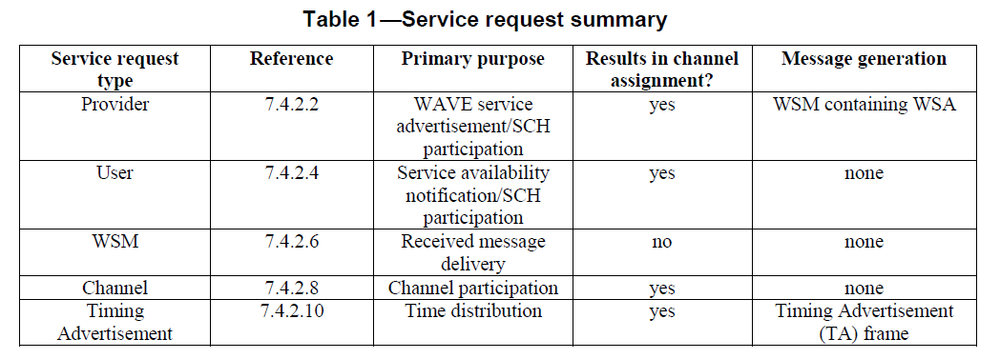 Table 1—Service request summary
Service request type Reference Primary purpose Results in channel assignment? Message generation
Provider 7.4.2.2 WAVE service advertisement/SCH participation yes WSM containing WSA
User 7.4.2.4 Service availability notification/SCH participation yes none
WSM 7.4.2.6 Received message delivery no none
Channel 7.4.2.8 Channel participation yes none
Timing Advertisement 7.4.2.10 Time distribution yes Timing Advertisement (TA) frame